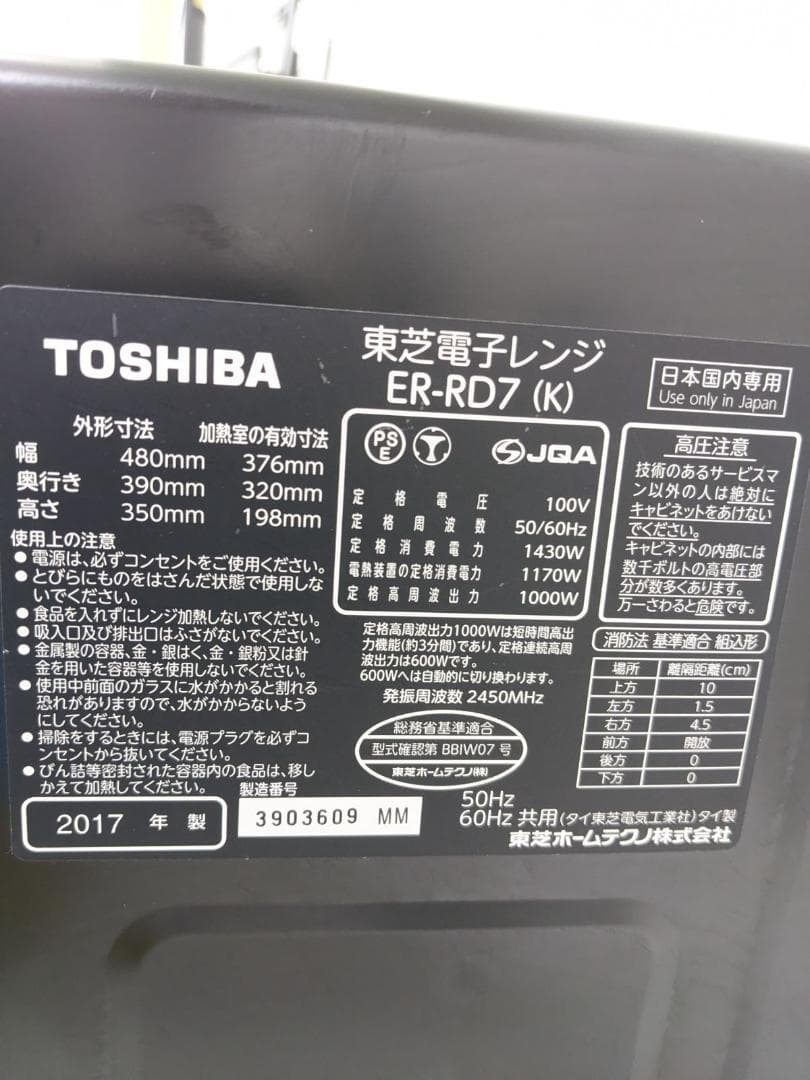 TOSHIBA
東芝電子レンジ
ER-RD7 (K)
日本国内専用
Use only in Japan
外形寸法 加熱室の有効寸法
幅 480mm 376mm
奥行き 390mm 320mm
高さ 350mm 198mm
使用上の注意
● 電源は、必ずコンセントをご使用ください。
● とびらにものをはさんだ状態で使用しな
いでください。
● 食品を入れずにレンジ加熱しないでください。
● 吸入口及び排出口はふさがないでください。
● 金属製の容器、金・銀はく、金・銀粉又は針
金を用いた容器等を使用しないでください。
● 使用中前面のガラスに水がかかると割れる
恐れがありますので、水がかからないよう
にしてください。
● 掃除をするときには、電源プラグを必ずコ
ンセントから抜いてください。
● びん詰等密封された容器内の食品は、移し
かえて加熱してください。
PS
E
JQA
定格電圧 100V
定格周波数 50/60Hz
定格消費電力 1430W
電熱装置の定格消費電力 1170W
定格高周波出力 1000W
定格高周波出力1000Wは短時間高出
力機能(約3分間)であり、定格連続高周
波出力は600Wです。
600Wへは自動的に切り換わります。
発振周波数 2450MHz
総務省基準適合
型式確認第 BBIW07 号
東芝ホームテクノ(株)
高圧注意
技術のあるサービスマ
ン以外の人は絶対に
キャビネットをあけない
でください。
キャビネットの内部には
数千ボルトの高電圧部
分が数多くあります。
万一さわると危険です。
消防法 基準適合 組込形
場所 離隔距離(cm)
上方 10
左方 1.5
右方 4.5
前方 開放
後方 0
下方 0
2017 年 製
製造番号
3903609 MM
50Hz
60Hz 共用 (タイ東芝電気工業社) タイ製
東芝ホームテクノ株式会社